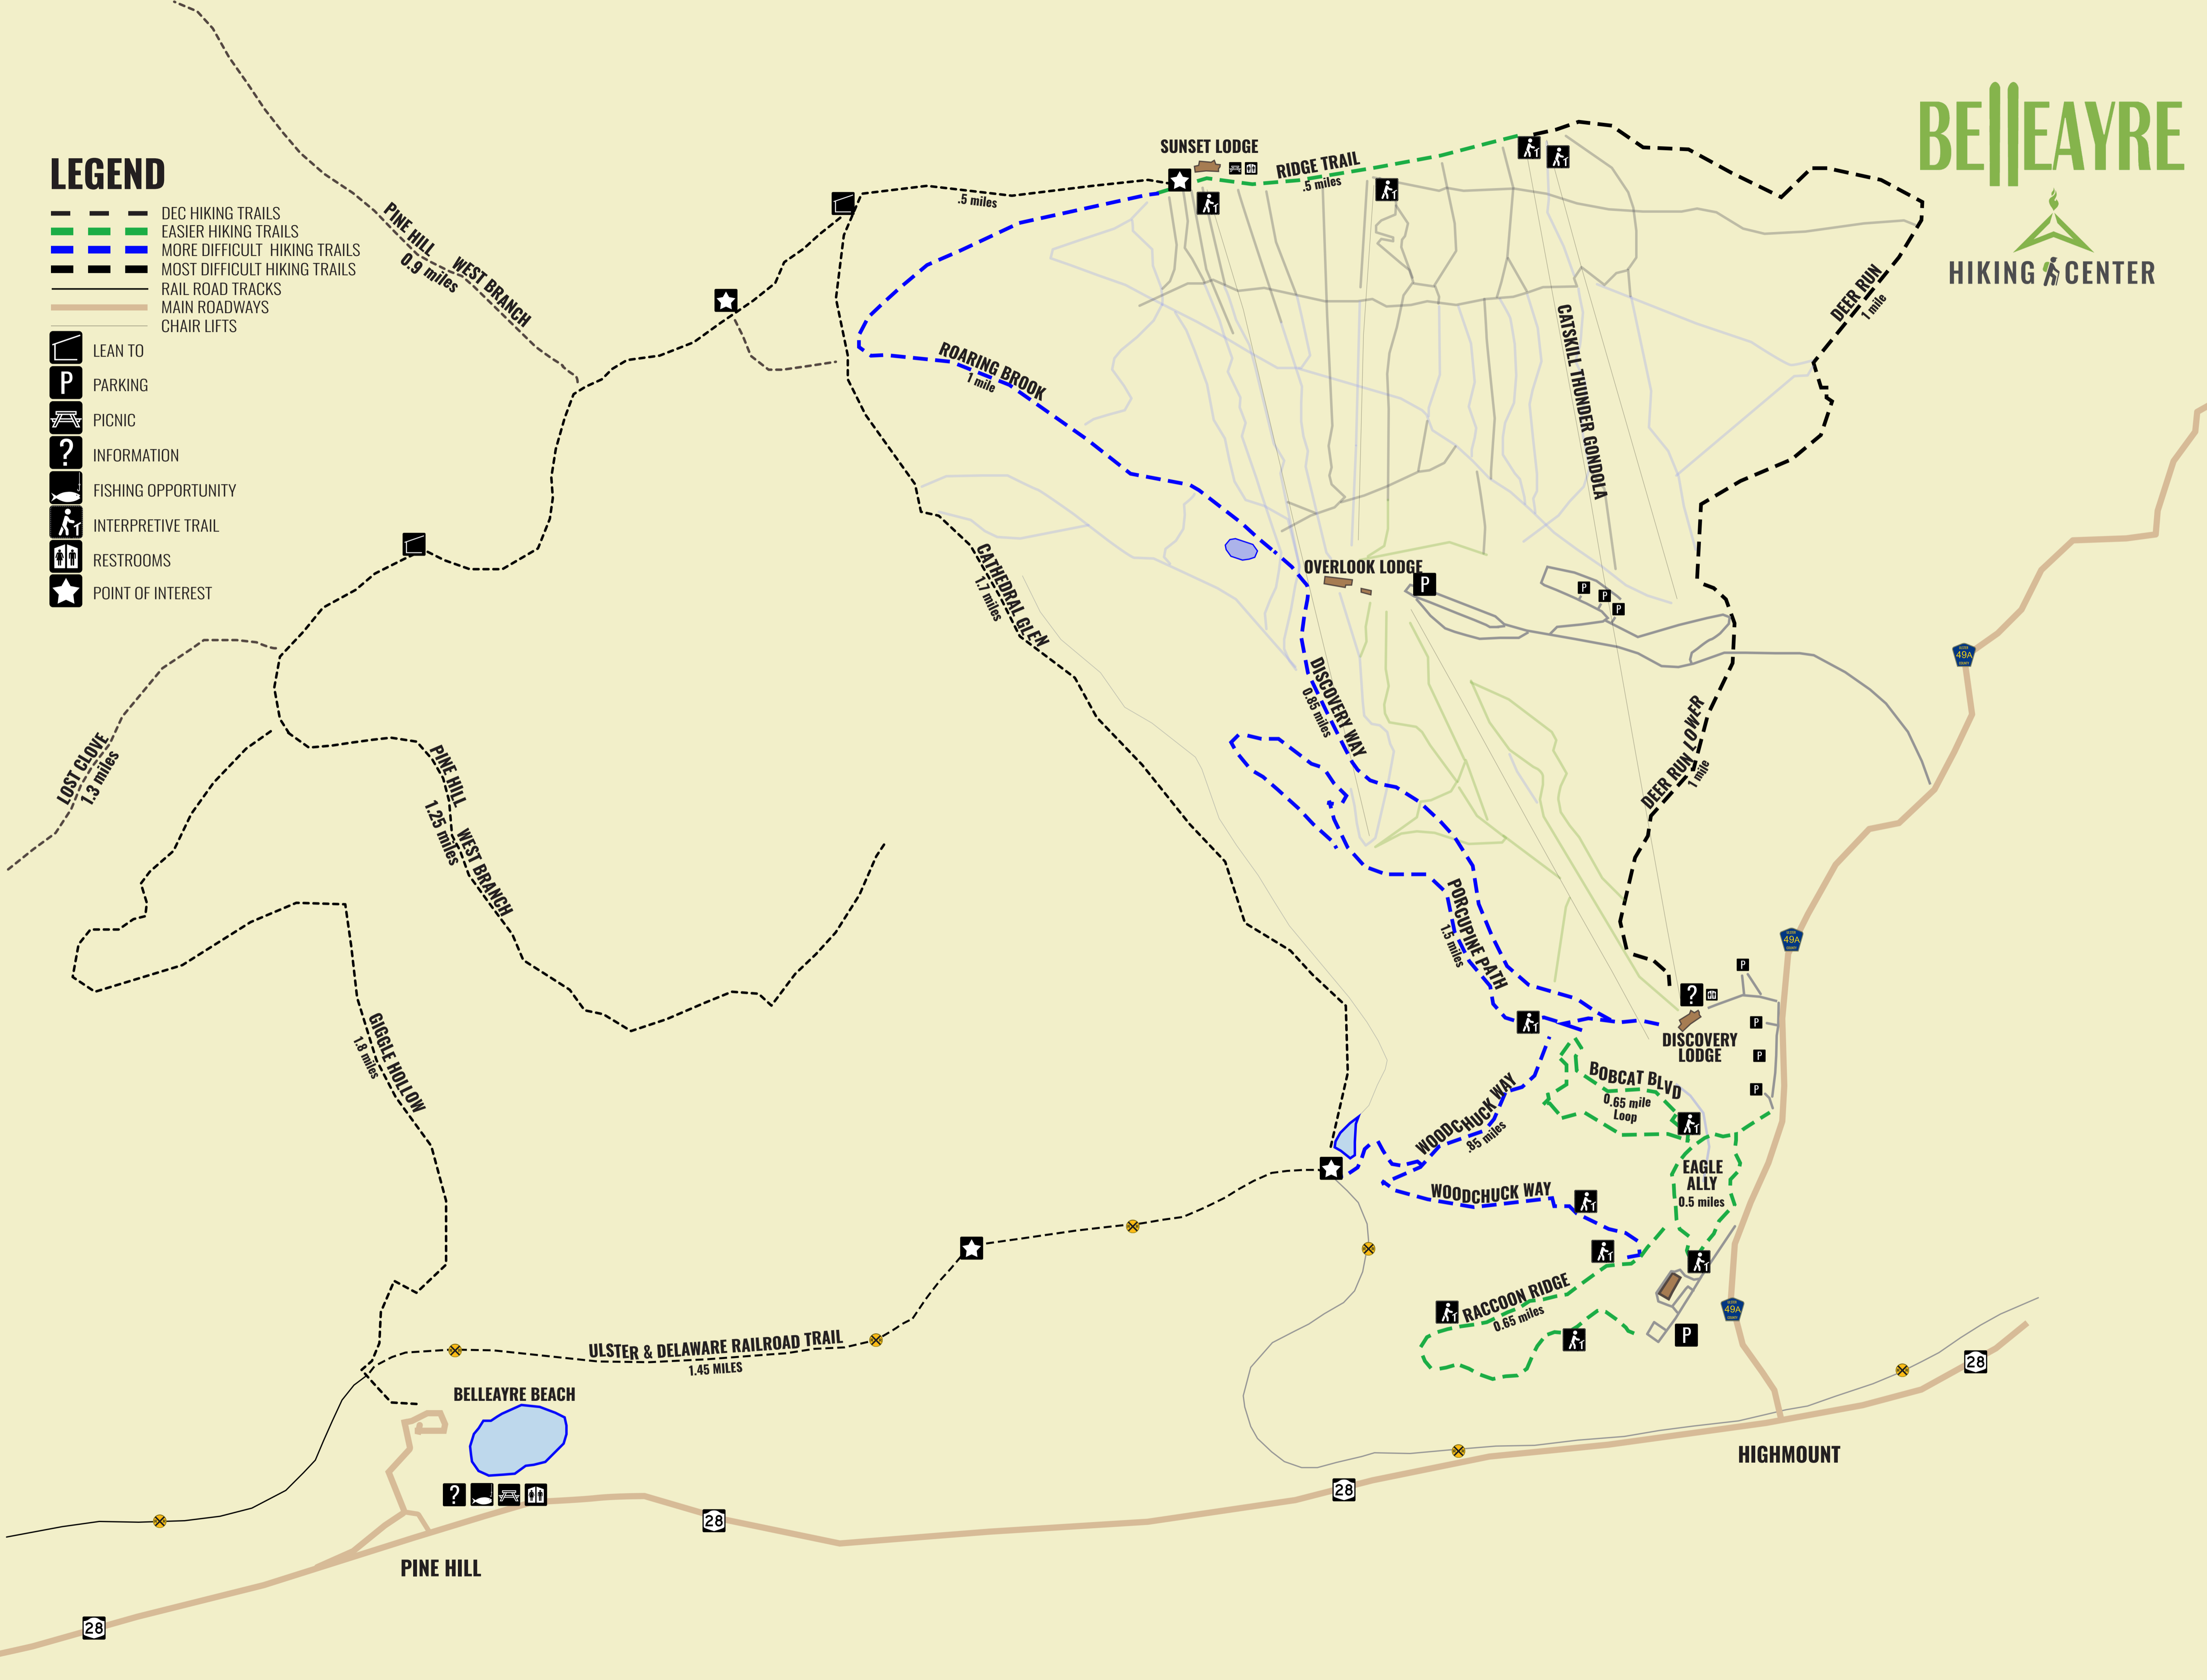 BELLEAYRE
HIKING CENTER
LEGEND
DEC HIKING TRAILS
EASIER HIKING TRAILS
MORE DIFFICULT HIKING TRAILS
MOST DIFFICULT HIKING TRAILS
RAIL ROAD TRACKS
MAIN ROADWAYS
CHAIR LIFTS
LEAN TO
P PARKING
PICNIC
? INFORMATION
FISHING OPPORTUNITY
INTERPRETIVE TRAIL
RESTROOMS
POINT OF INTEREST
PINE HILL WEST BRANCH
0.9 miles
SUNSET LODGE
RIDGE TRAIL
.5 miles
.5 miles
DEER RUN
1 mile
ROARING BROOK
1 mile
CATSKILL THUNDER GONDOLA
OVERLOOK LODGE
P
P
P
P
CATHEDRAL GLEN
1.7 miles
49A
DISCOVERY WAY
0.85 miles
DEER RUN LOWER
1 mile
LOST CLOVE
1.3 miles
PINE HILL WEST BRANCH
1.25 miles
PORCUPINE PATH
1.5 miles
49A
P
?
DISCOVERY
LODGE
P
P
P
GIGGLE HOLLOW
1.8 miles
BOBCAT BLVD
0.65 mile
Loop
WOODCHUCK WAY
.85 miles
WOODCHUCK WAY
EAGLE
ALLY
0.5 miles
RACCOON RIDGE
0.65 miles
49A
P
ULSTER & DELAWARE RAILROAD TRAIL
1.45 MILES
28
BELLEAYRE BEACH
HIGHMOUNT
?
28
28
PINE HILL
28